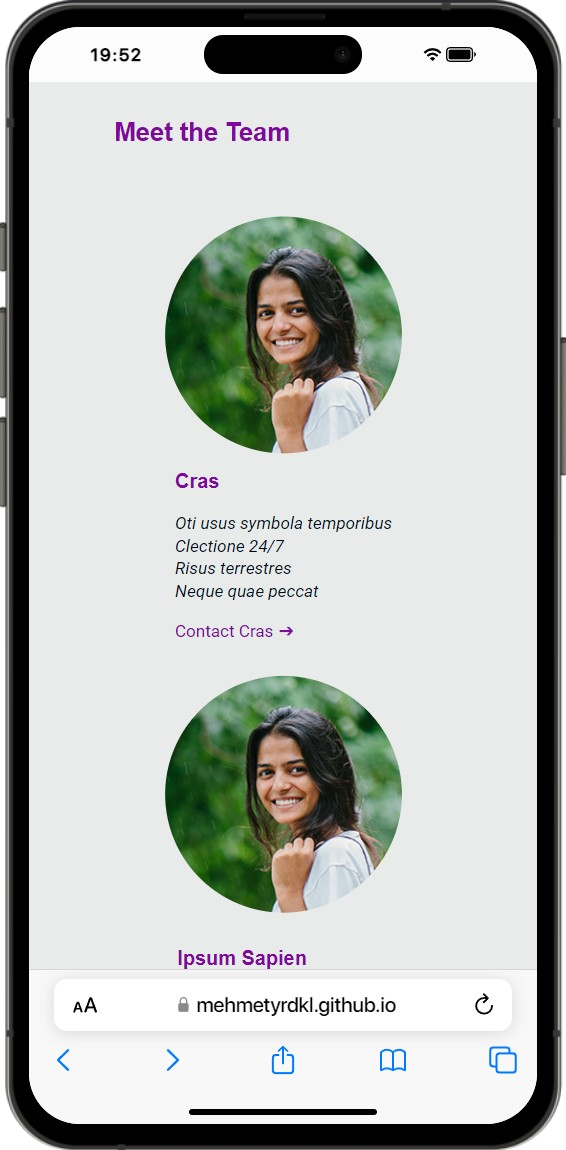 19:52
Meet the Team
Cras
Oti usus symbola temporibus
Clectione 24/7
Risus terrestres
Neque quae peccat
Contact Cras ➔
Ipsum Sapien
AA
mehmetyrdkl.github.io